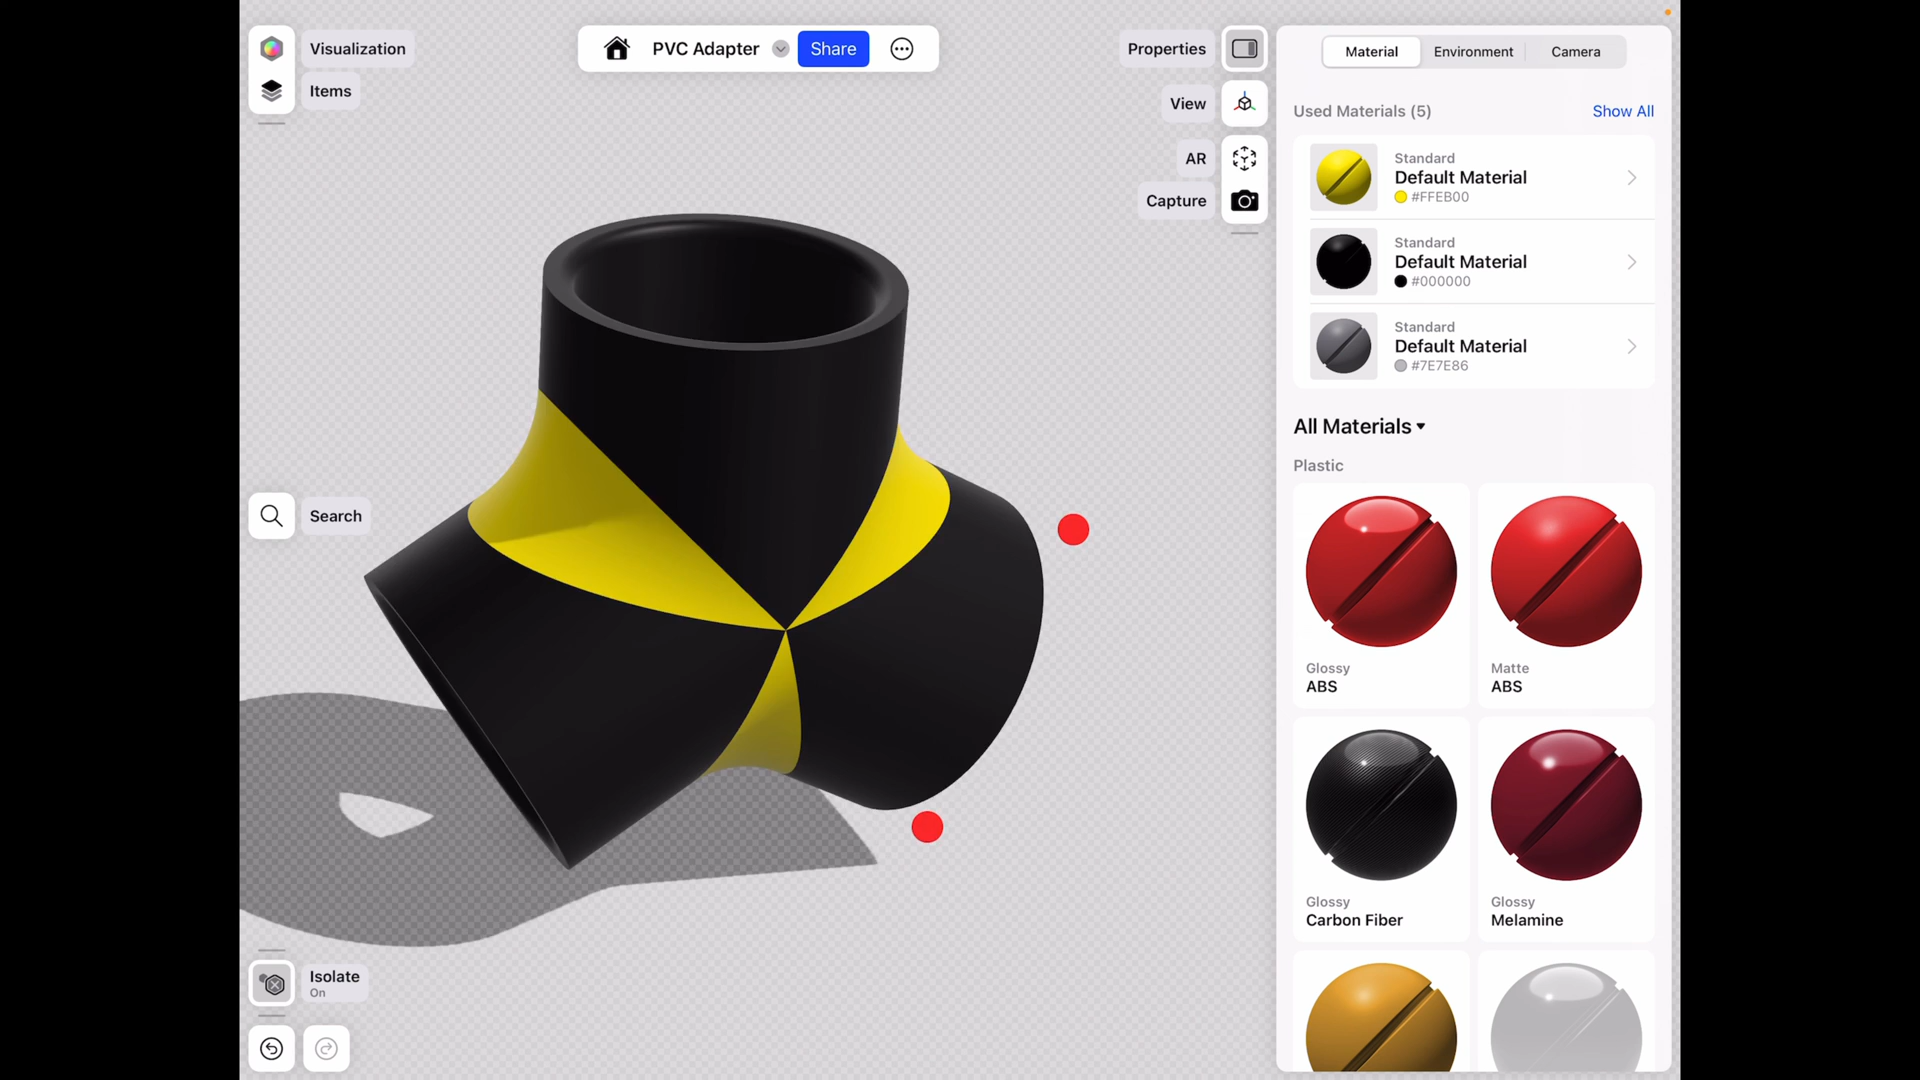 Visualization
Items
PVC Adapter
Share
Properties
View
AR
Capture
Search
Isolate
On
Material
Environment
Camera
Used Materials (5)
Show All
Standard
Default Material
#FFEB00
Standard
Default Material
#000000
Standard
Default Material
#7E7E86
All Materials
Plastic
Glossy
ABS
Matte
ABS
Glossy
Carbon Fiber
Glossy
Melamine